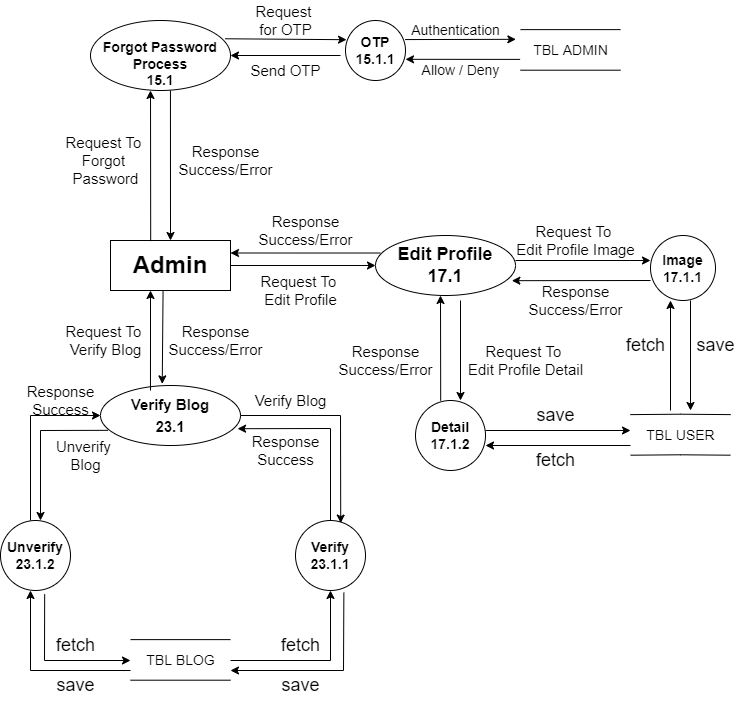 Request
for OTP
Forgot Password
Process
15.1
OTP
15.1.1
Authentication
TBL ADMIN
Send OTP
Allow / Deny
Request To
Forgot
Password
Response
Success/Error
Admin
Response
Success/Error
Request To
Edit Profile
Edit Profile
17.1
Request To
Edit Profile Image
Response
Success/Error
Image
17.1.1
Request To
Verify Blog
Response
Success/Error
Response
Success/Error
Request To
Edit Profile Detail
fetch
save
Response
Success
Verify Blog
23.1
Verify Blog
Response
Success
Unverify
Blog
Detail
17.1.2
save
fetch
TBL USER
Unverify
23.1.2
Verify
23.1.1
fetch
save
TBL BLOG
fetch
save